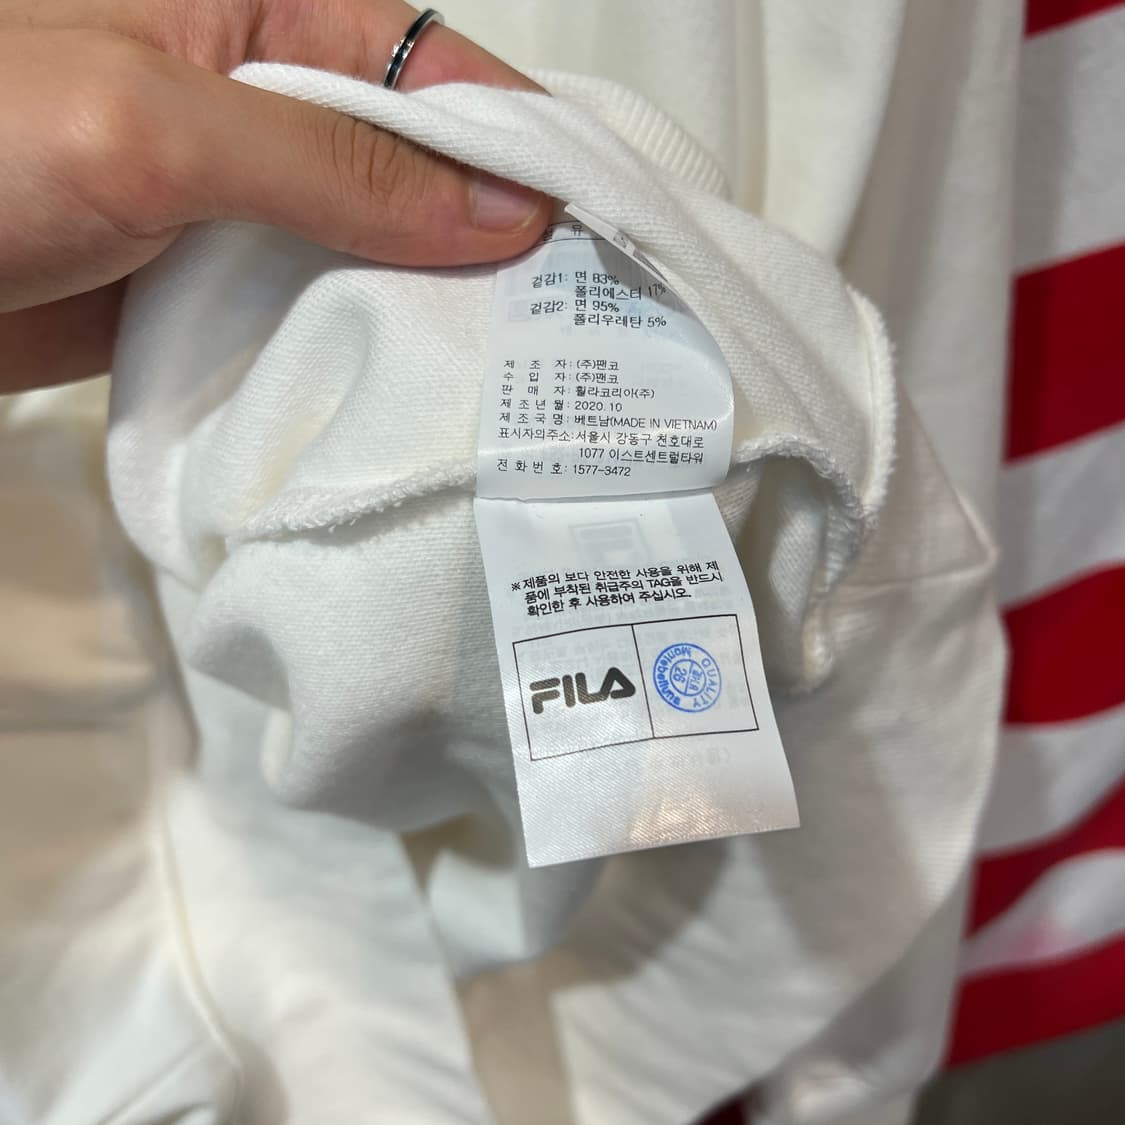 겉감1: 면 83%
폴리에스터 17%
겉감2: 면 95%
폴리우레탄 5%
제 조 자: (주)팬코
수 입 자: (주)팬코
판 매 자: 휠라코리아(주)
제 조 년 월: 2020.10
제 조 국 명: 베트남(MADE IN VIETNAM)
표시자의주소: 서울시 강동구 천호대로
1077 이스트센트럴타워
전 화 번 호: 1577-3472
※제품의 보다 안전한 사용을 위해 제
품에 부착된 취급주의 TAG을 반드시
확인한 후 사용하여 주십시오.
FILA
QUALITY
Montebelluna
26